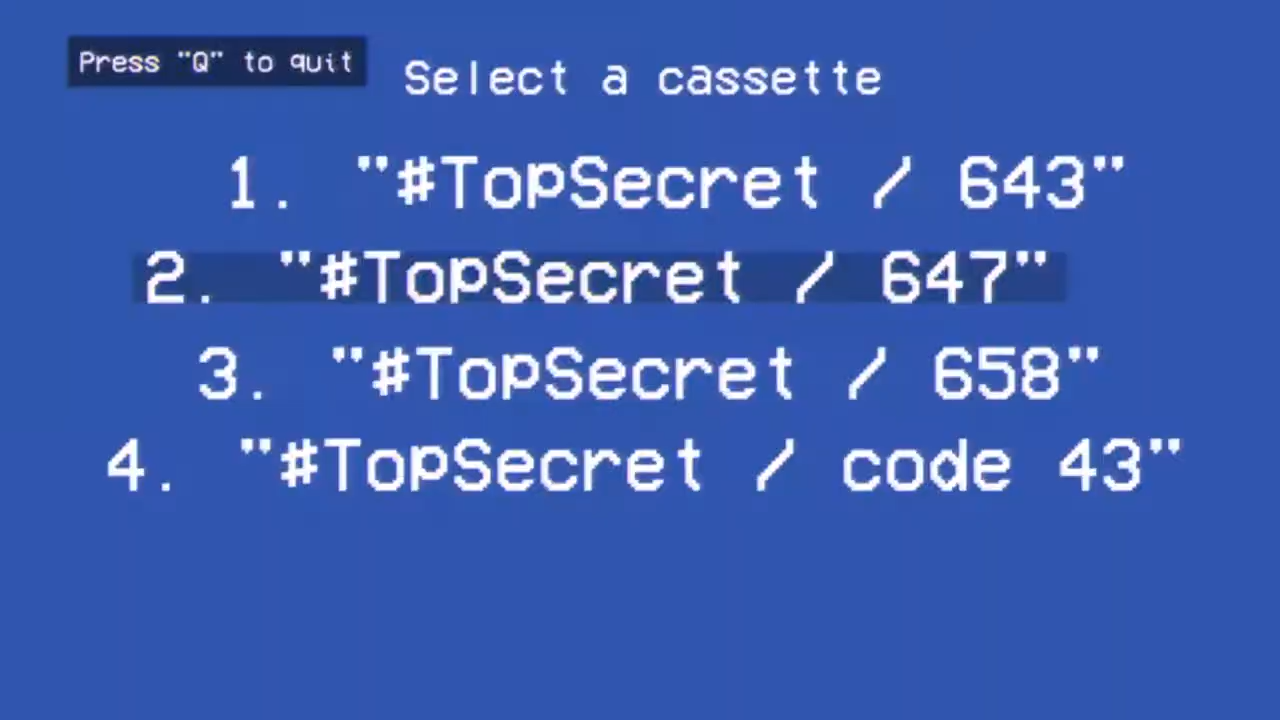 Press "Q" to quit
Select a cassette
1. "#TopSecret / 643"
2. "#TopSecret / 647"
3. "#TopSecret / 658"
4. "#TopSecret / code 43"